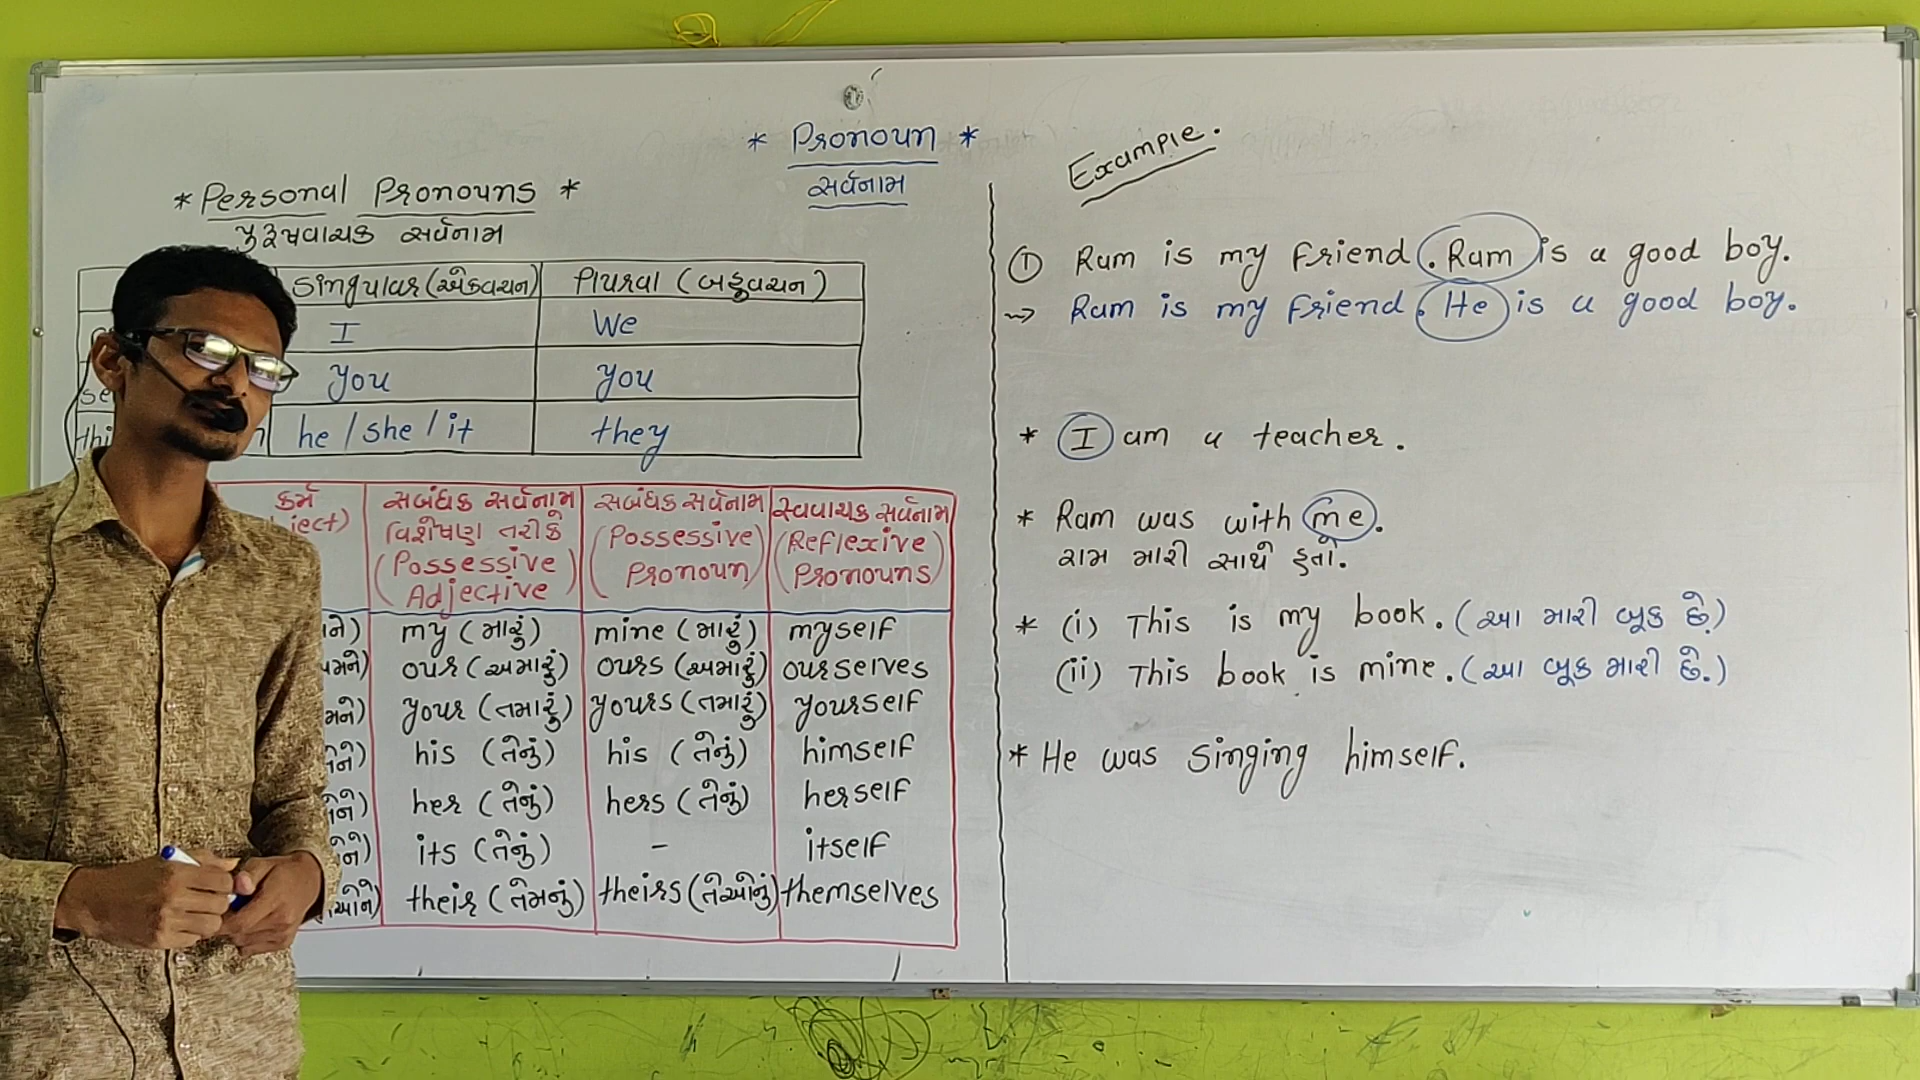 * Pronoun *
સર્વનામ
* Personal Pronouns *
પુરૂષવાચક સર્વનામ
Singular (એકવચન) Plural (બહુવચન)
I We
you you
he / she / it they
કર્મ સબંધક સર્વનામ વિશેષણ તરીકે (Possessive Adjective) સબંધક સર્વનામ (Possessive Pronoun) સ્વવાચક સર્વનામ (Reflexive Pronouns)
my (મારું) mine (મારું) myself
our (અમારું) ours (અમારું) ourselves
your (તમારું) yours (તમારું) yourself
his (તેનું) his (તેનું) himself
her (તેનું) hers (તેનું) herself
its (તેનું) - itself
their (તેમનું) theirs (તેઓનું) themselves
Example.
① Ram is my friend. Ram is a good boy.
⇝ Ram is my friend. He is a good boy.
* I am a teacher.
* Ram was with me.
રામ મારી સાથે હતો.
* (i) This is my book. (આ મારી બૂક છે.)
(ii) This book is mine. (આ બૂક મારી છે.)
* He was singing himself.